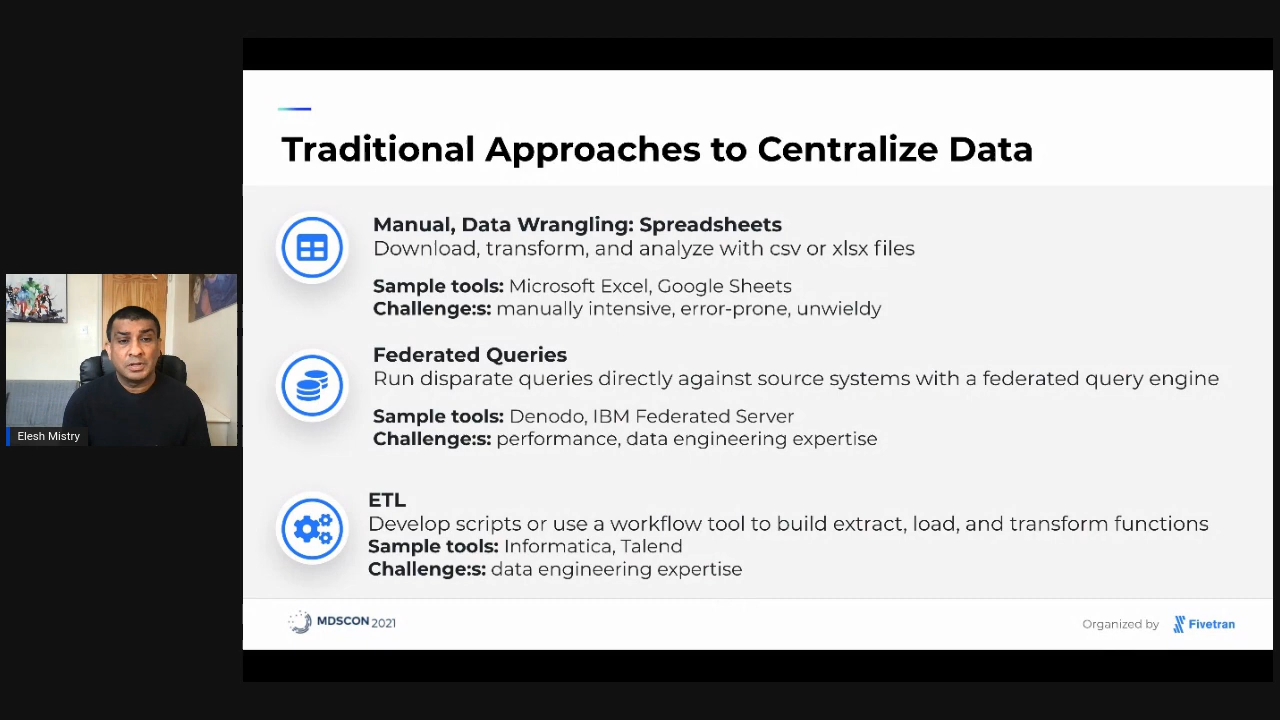 Traditional Approaches to Centralize Data
Manual, Data Wrangling: Spreadsheets
Download, transform, and analyze with csv or xlsx files
Sample tools: Microsoft Excel, Google Sheets
Challenge:s: manually intensive, error-prone, unwieldy
Federated Queries
Run disparate queries directly against source systems with a federated query engine
Sample tools: Denodo, IBM Federated Server
Challenge:s: performance, data engineering expertise
ETL
Develop scripts or use a workflow tool to build extract, load, and transform functions
Sample tools: Informatica, Talend
Challenge:s: data engineering expertise
Elesh Mistry
MDSCON 2021
Organized by Fivetran